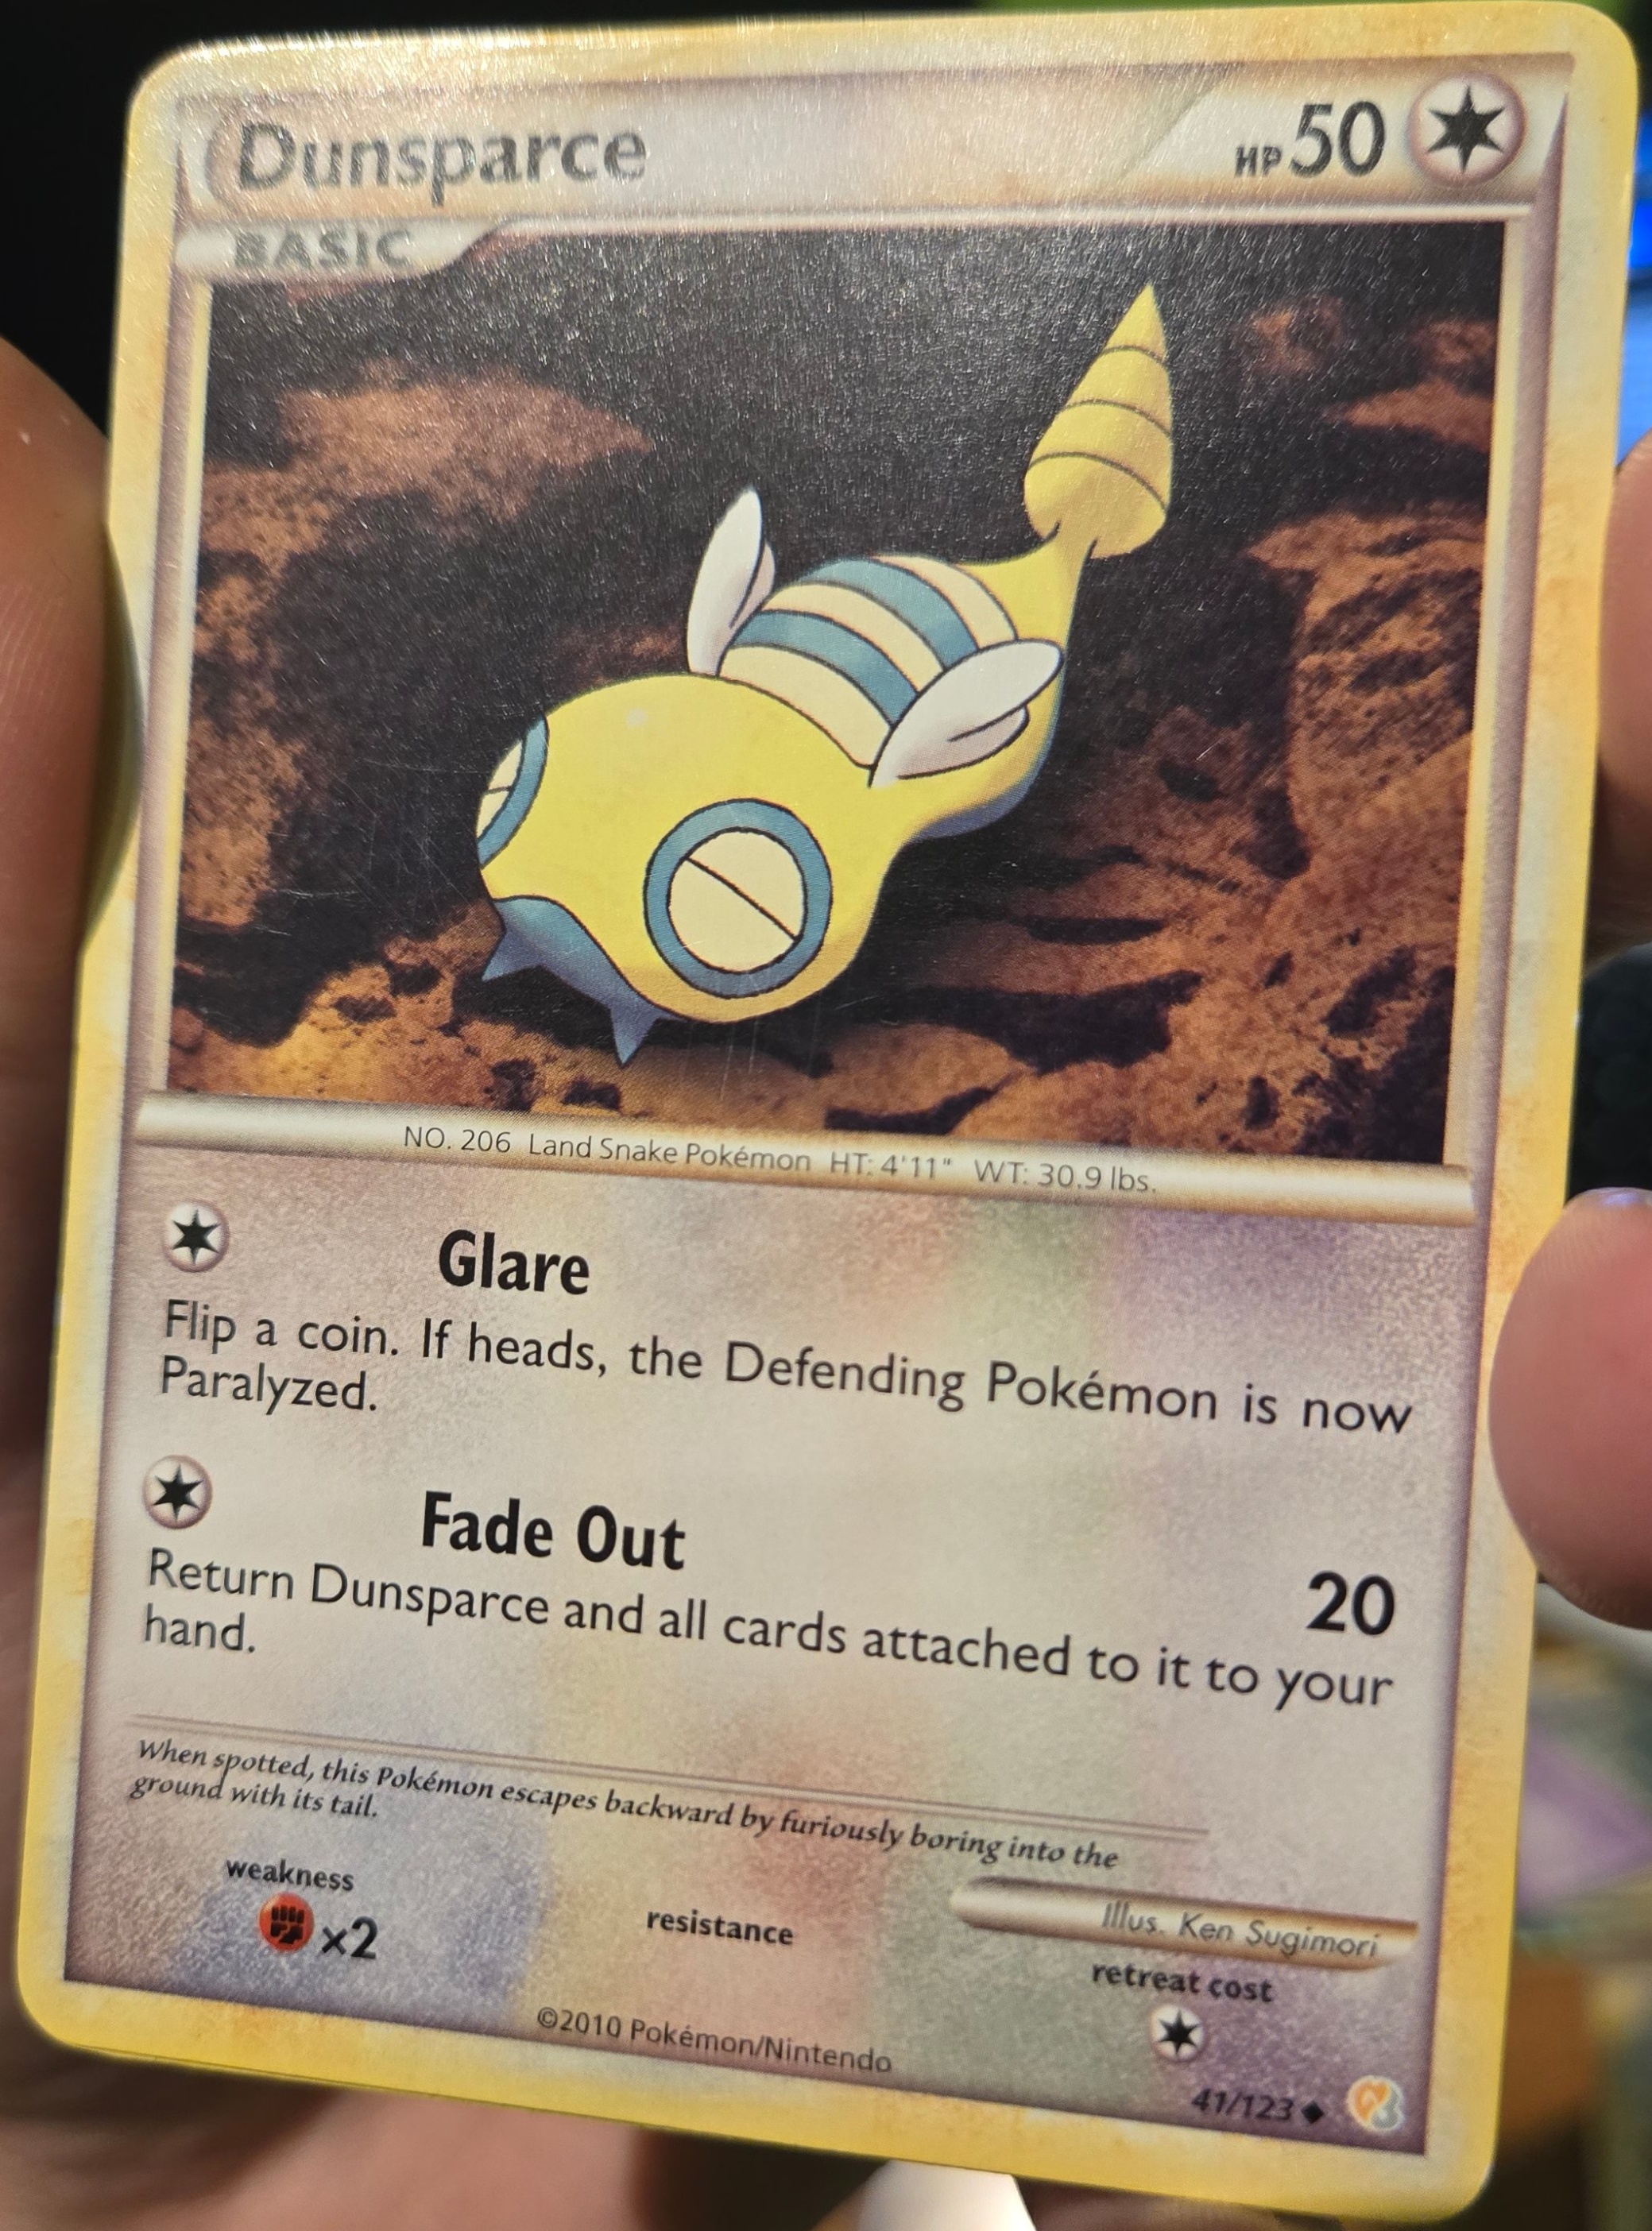 Dunsparce HP 50
BASIC
NO. 206 Land Snake Pokémon HT: 4'11" WT: 30.9 lbs.
Glare
Flip a coin. If heads, the Defending Pokémon is now
Paralyzed.
Fade Out 20
Return Dunsparce and all cards attached to it to your
hand.
When spotted, this Pokémon escapes backward by furiously boring into the
ground with its tail.
Illus. Ken Sugimori
weakness resistance retreat cost
x2
©2010 Pokémon/Nintendo
41/123